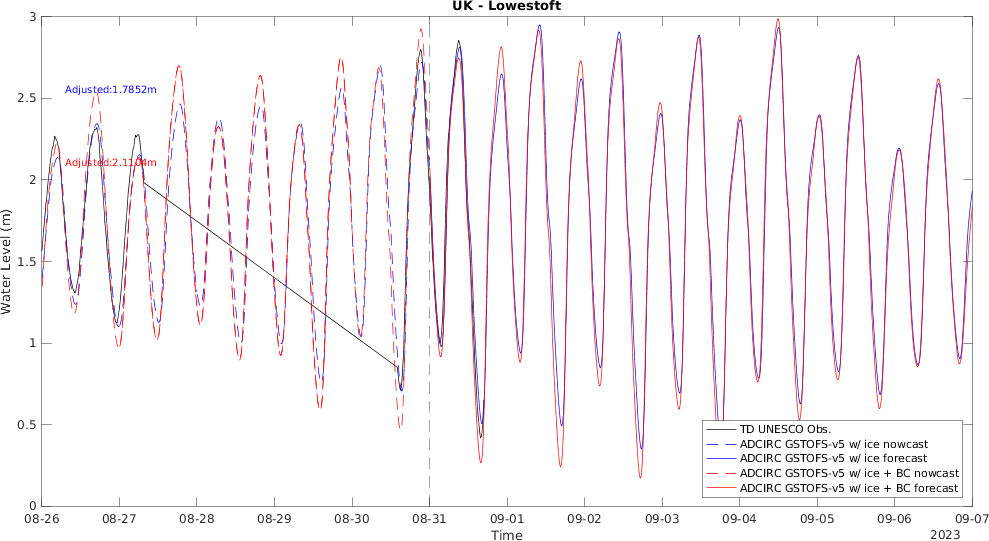 UK - Lowestoft
3
2.5
2
1.5
1
0.5
0
Water Level (m)
Adjusted:1.7852m
Adjusted:2.1104m
TD UNESCO Obs.
ADCIRC GSTOFS-v5 w/ ice nowcast
ADCIRC GSTOFS-v5 w/ ice forecast
ADCIRC GSTOFS-v5 w/ ice + BC nowcast
ADCIRC GSTOFS-v5 w/ ice + BC forecast
08-26 08-27 08-28 08-29 08-30 08-31 09-01 09-02 09-03 09-04 09-05 09-06 09-07
Time
2023